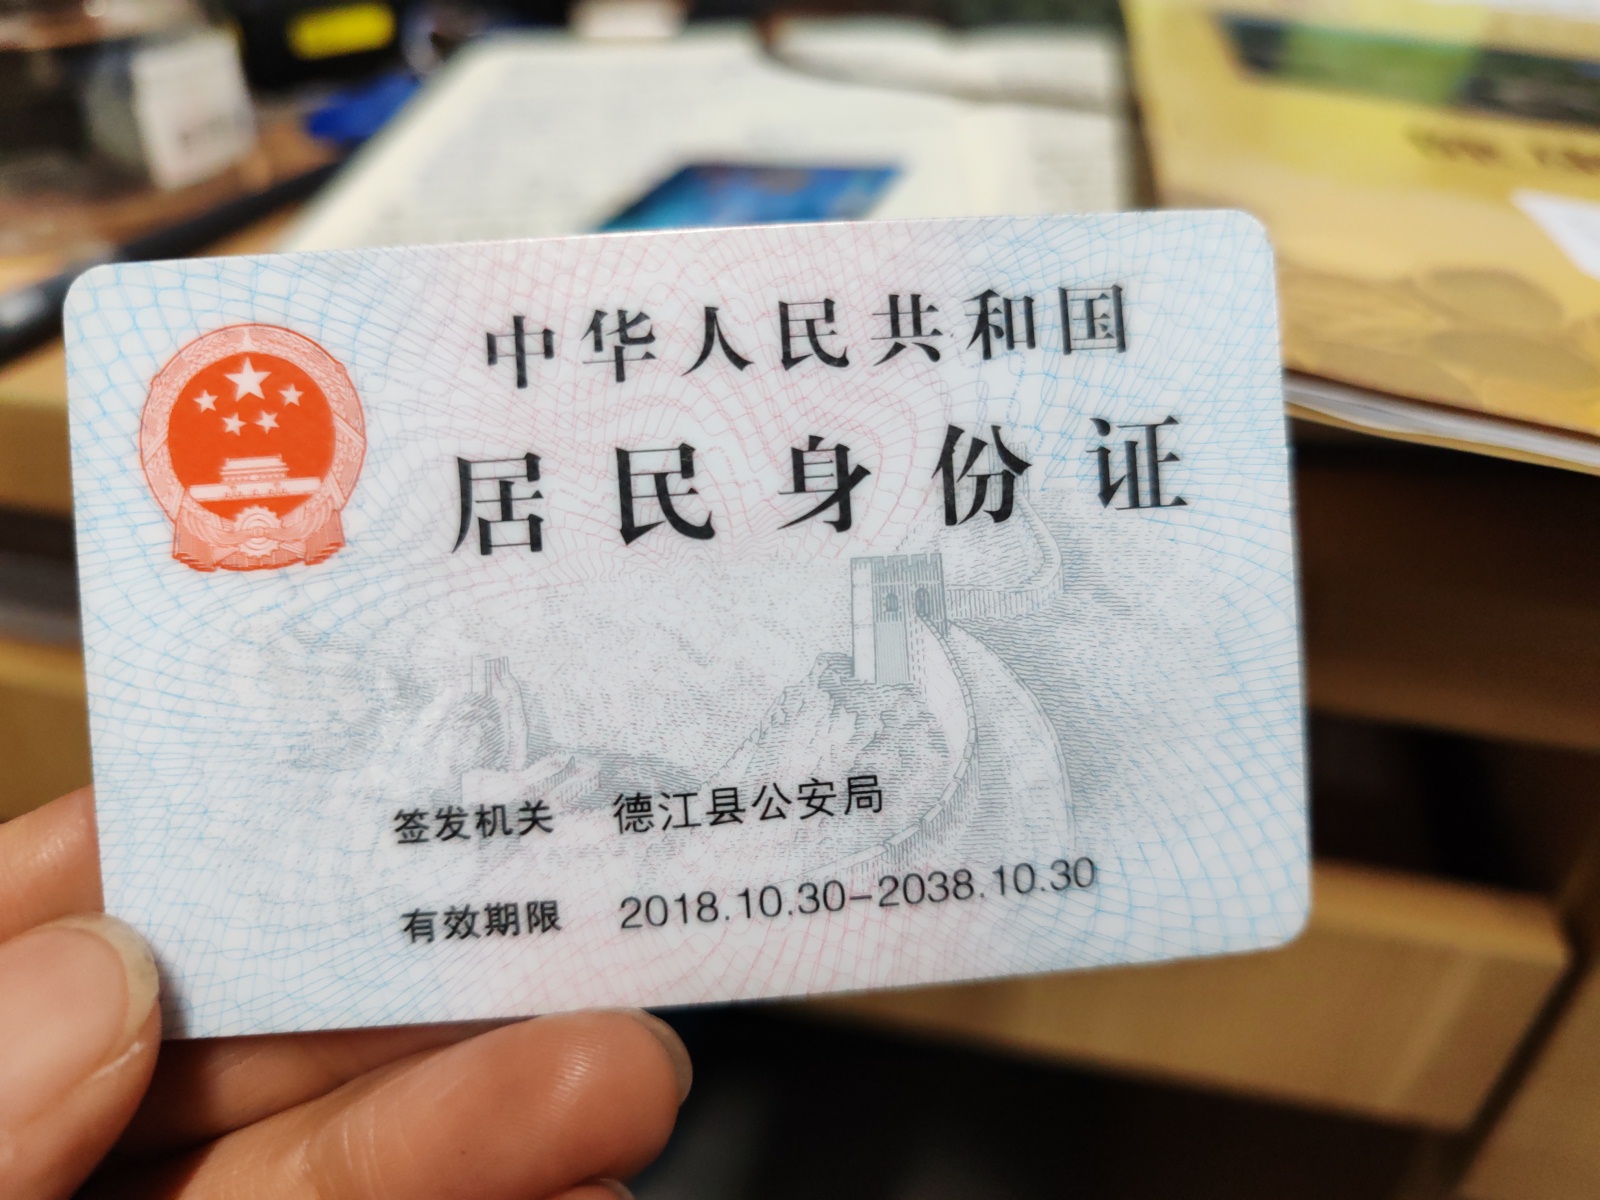 中华人民共和国
居民身份证
签发机关 德江县公安局
有效期限 2018.10.30-2038.10.30